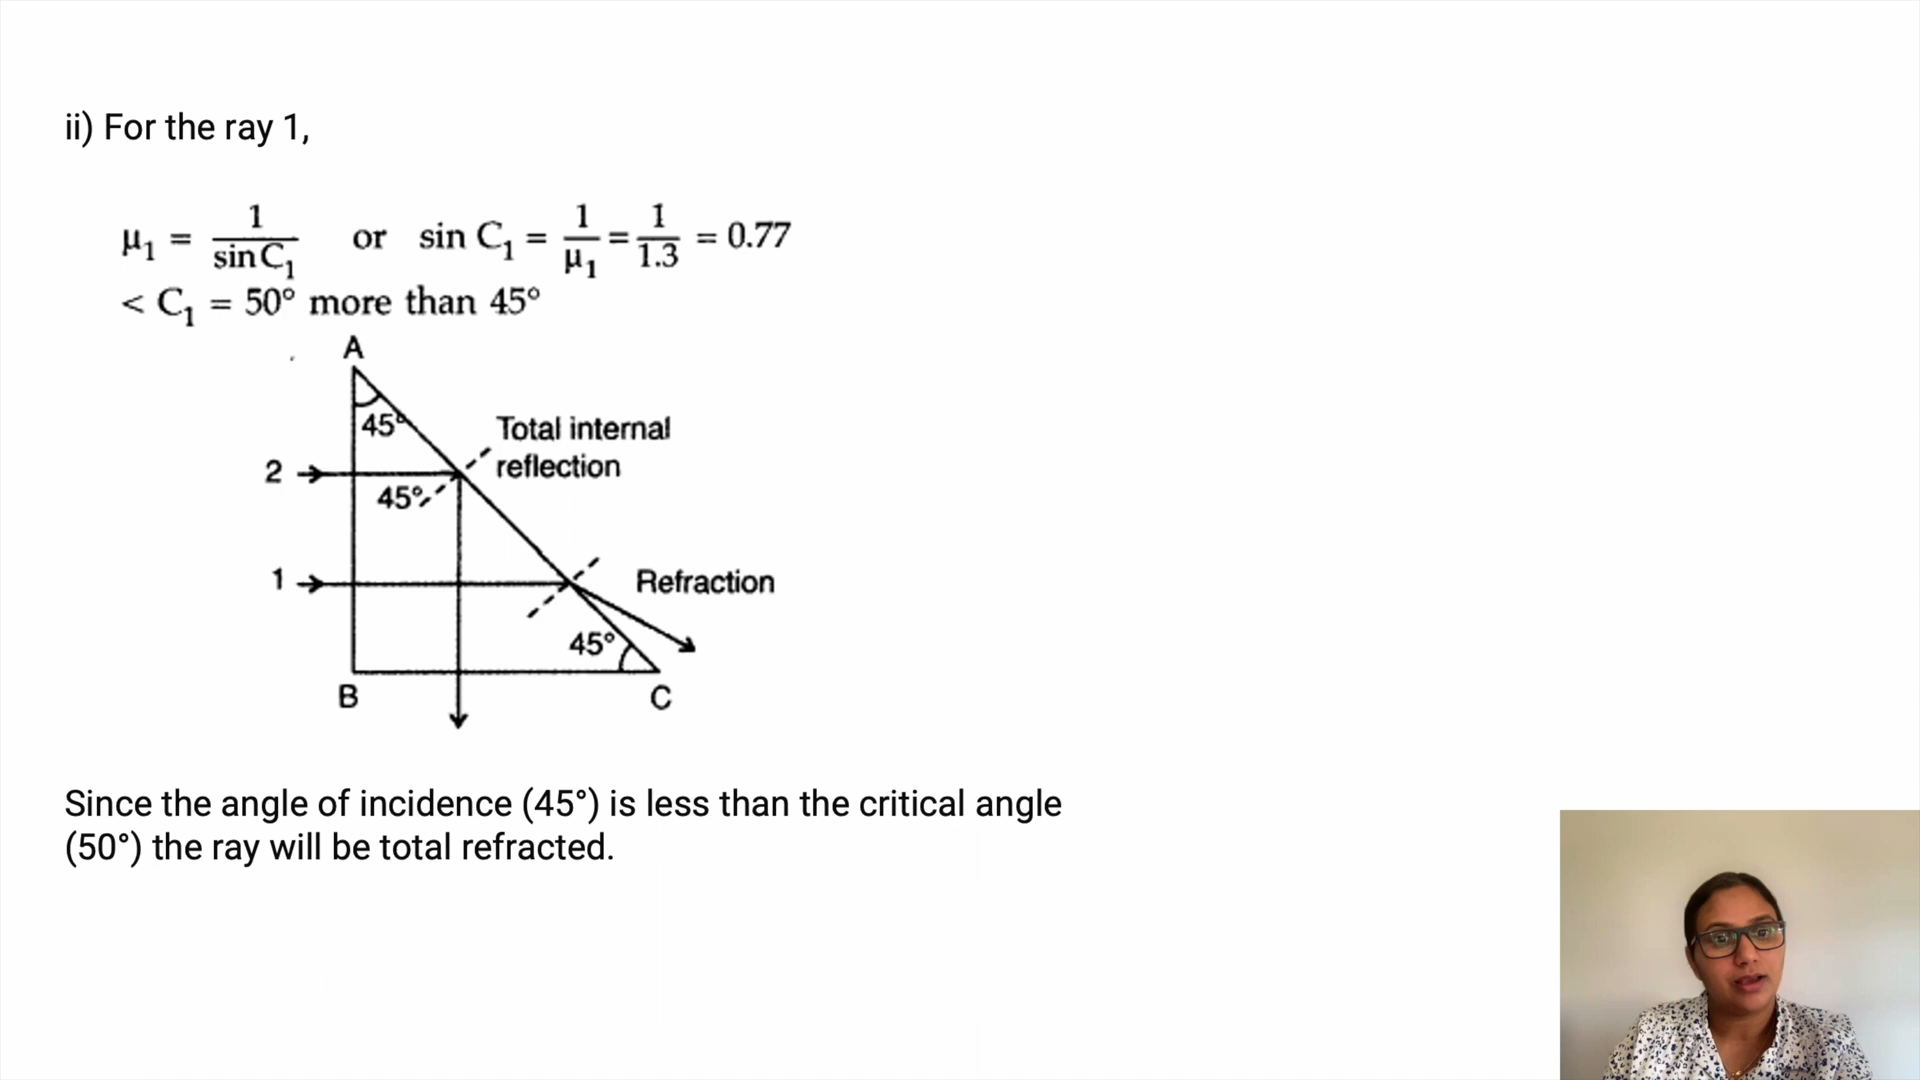 ii) For the ray 1,
μ₁ = 1/sin C₁ or sin C₁ = 1/μ₁ = 1/1.3 = 0.77
< C₁ = 50° more than 45°
A
45°
Total internal
reflection
2
45°
1
Refraction
45°
B
C
Since the angle of incidence (45°) is less than the critical angle
(50°) the ray will be total refracted.